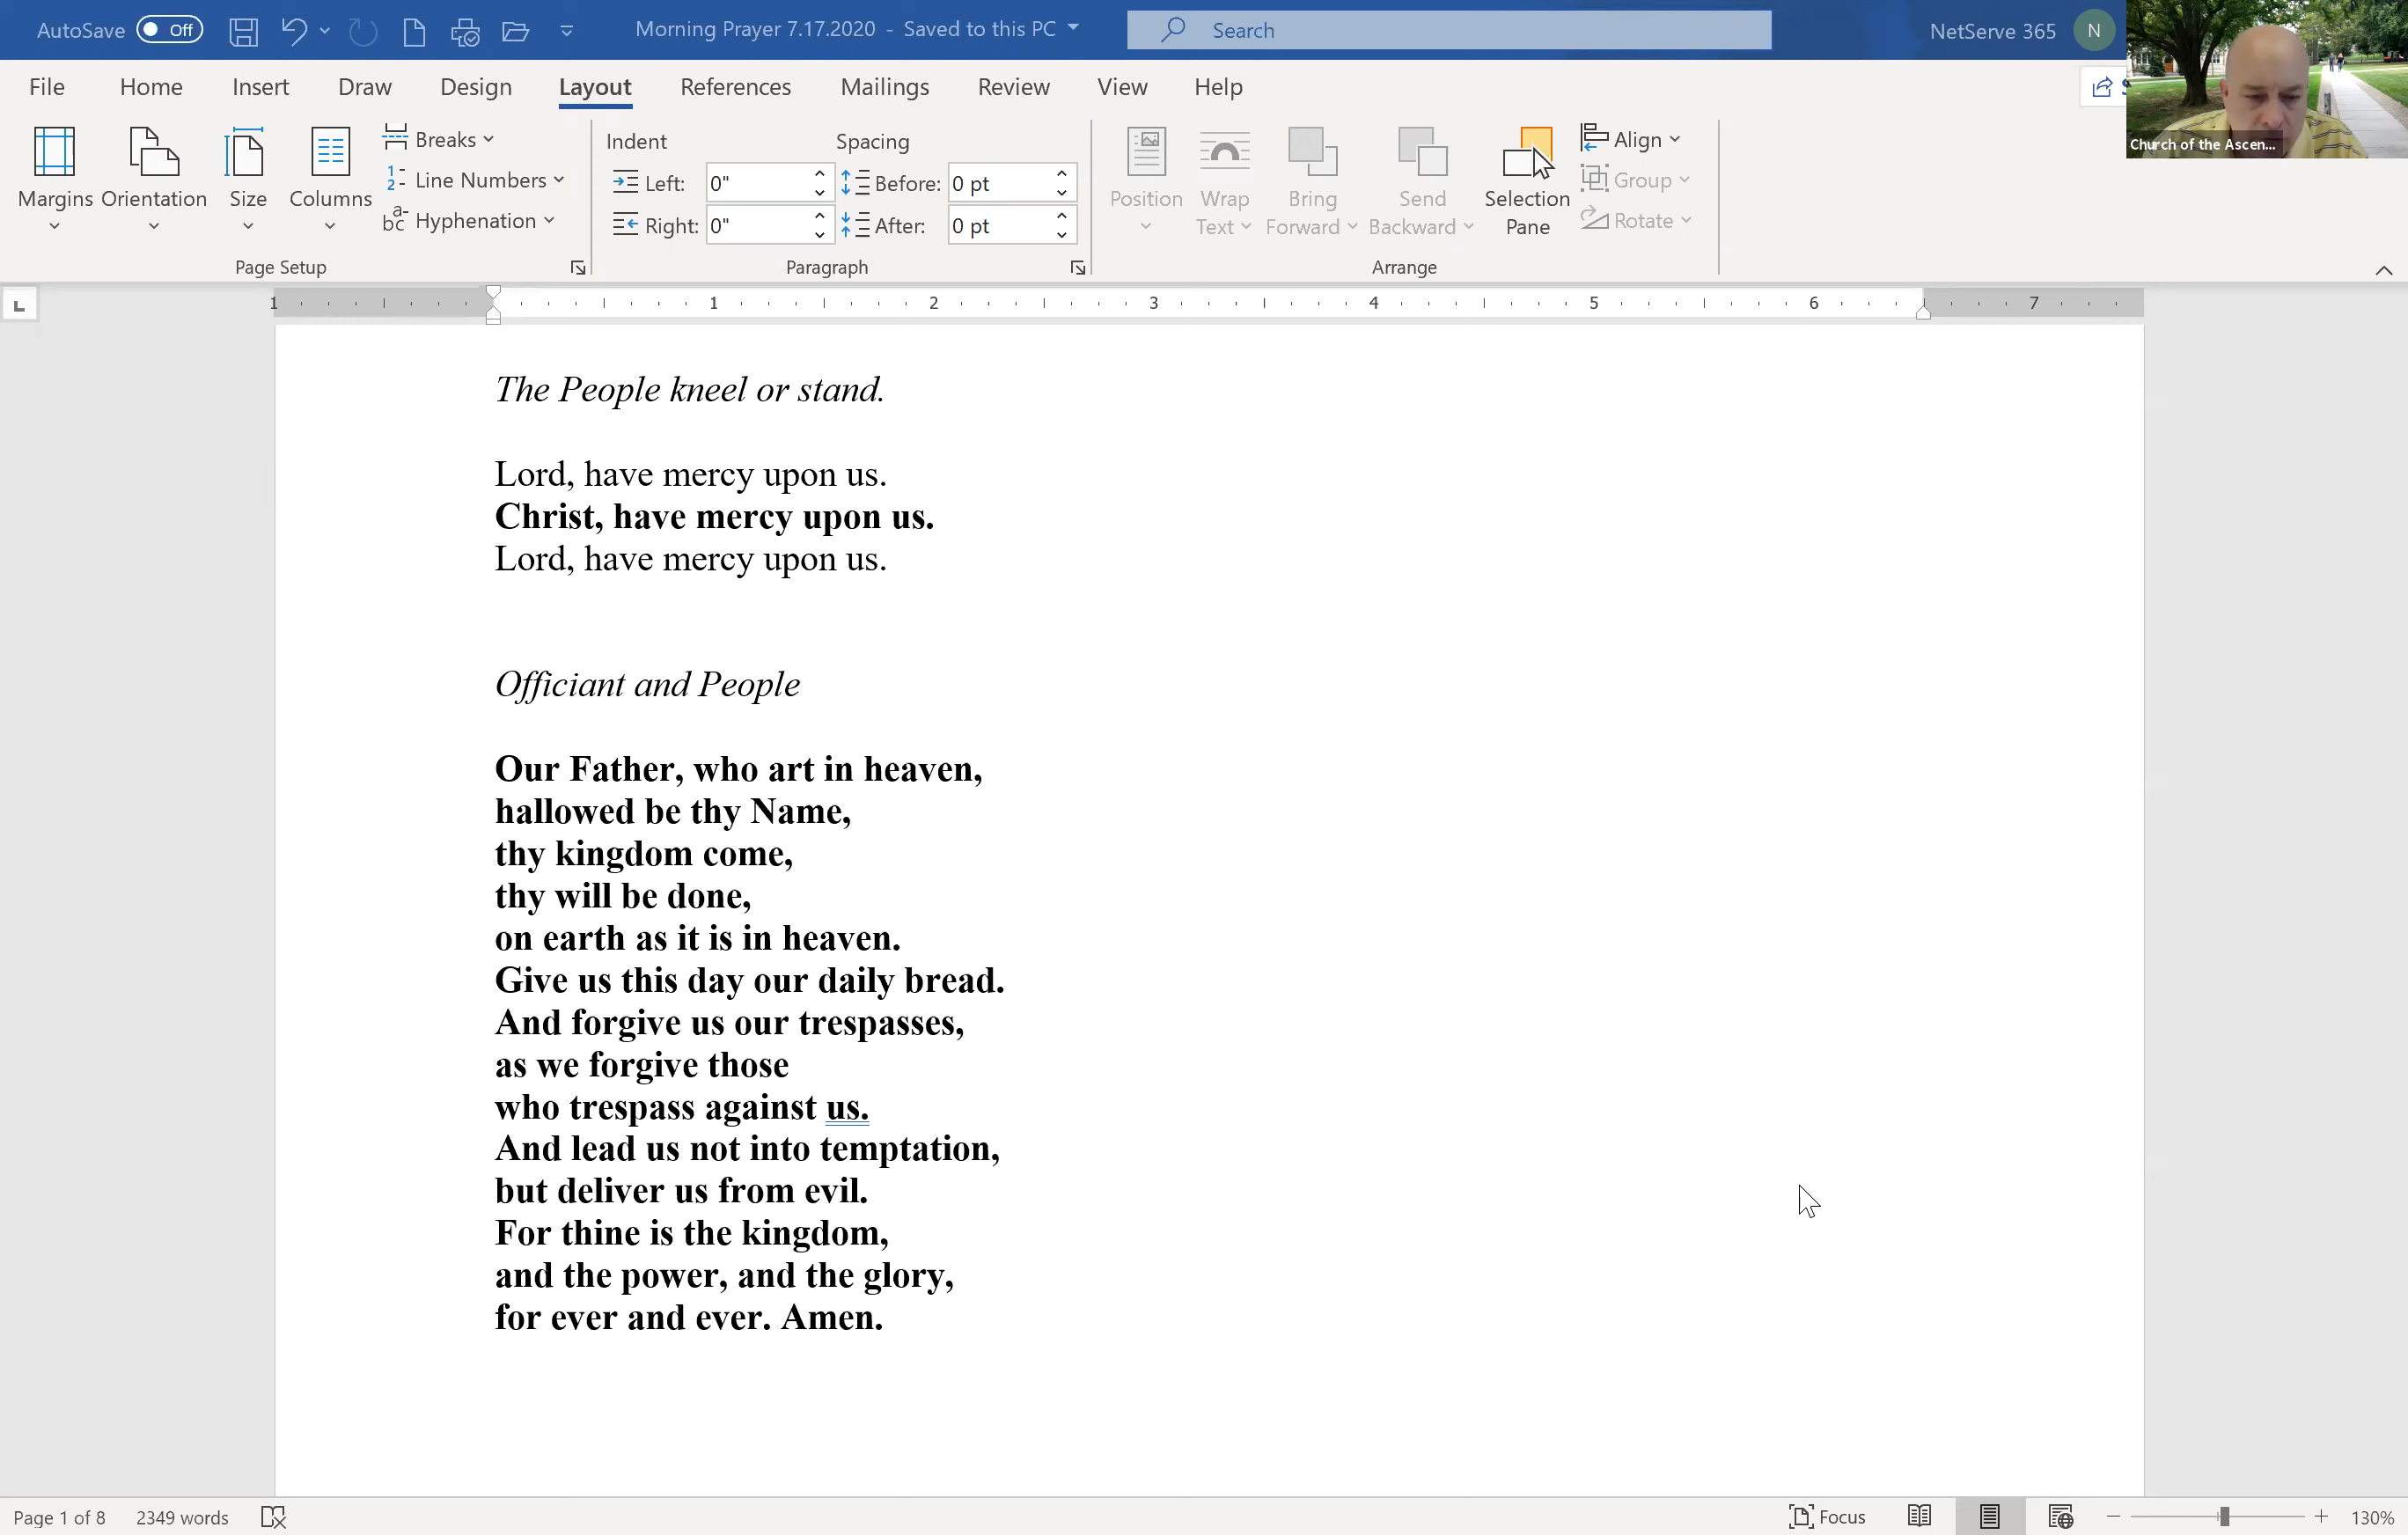 AutoSave Off Morning Prayer 7.17.2020 - Saved to this PC Search NetServe 365 N
File Home Insert Draw Design Layout References Mailings Review View Help
Church of the Ascen...
Margins Orientation Size Columns
Breaks
Line Numbers
Hyphenation
Page Setup
Indent Spacing
Left: 0" Before: 0 pt
Right: 0" After: 0 pt
Paragraph
Position Wrap Text Bring Forward Send Backward Selection Pane
Align
Group
Rotate
Arrange
1 1 2 3 4 5 6 7
The People kneel or stand.
Lord, have mercy upon us.
Christ, have mercy upon us.
Lord, have mercy upon us.
Officiant and People
Our Father, who art in heaven,
hallowed be thy Name,
thy kingdom come,
thy will be done,
on earth as it is in heaven.
Give us this day our daily bread.
And forgive us our trespasses,
as we forgive those
who trespass against us.
And lead us not into temptation,
but deliver us from evil.
For thine is the kingdom,
and the power, and the glory,
for ever and ever. Amen.
Page 1 of 8 2349 words Focus 130%